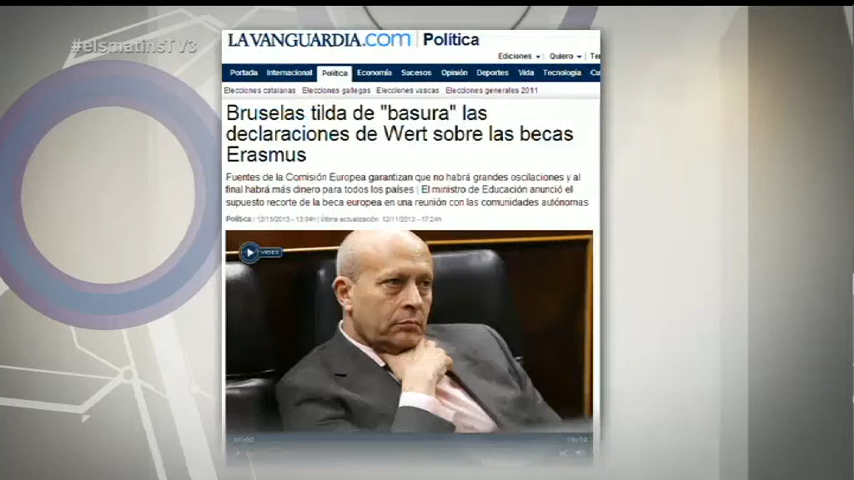 #elsmatinsTV3
LAVANGUARDIA.com | Política
Ediciones Quiero
Portada Internacional Política Economía Sucesos Opinión Deportes Vida Tecnología
Elecciones catalanas Elecciones gallegas Elecciones vascas Elecciones generales 2011
Bruselas tilda de "basura" las
declaraciones de Wert sobre las becas
Erasmus
Fuentes de la Comisión Europea garantizan que no habrá grandes oscilaciones y al
final habrá más dinero para todos los países | El ministro de Educación anunció el
supuesto recorte de la beca europea en una reunión con las comunidades autónomas
Política | 12/11/2013 - Última actualización: 12/11/2013 - 17:24h
VIDEO